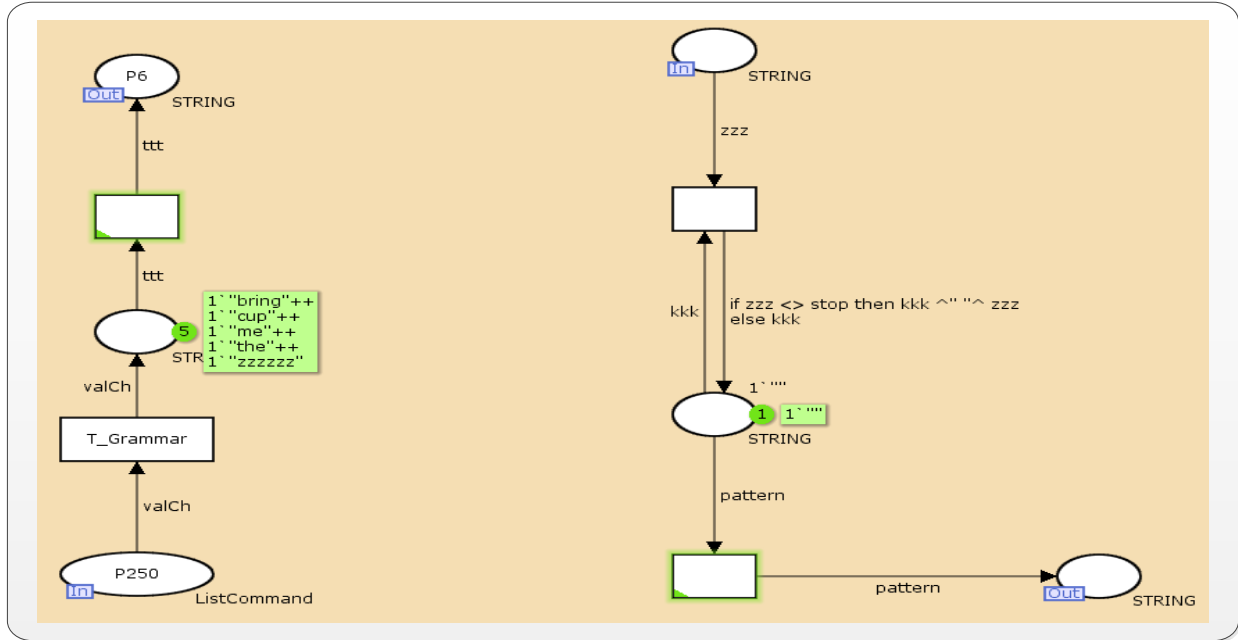 P6
Out
STRING
ttt
ttt
1`"bring"++
1`"cup"++
1`"me"++
1`"the"++
1`"zzzzzz"
5
STR
valCh
T_Grammar
valCh
P250
In
ListCommand
In
STRING
zzz
kkk
if zzz <> stop then kkk ^" "^ zzz
else kkk
1`""
1
1`""
STRING
pattern
pattern
Out
STRING